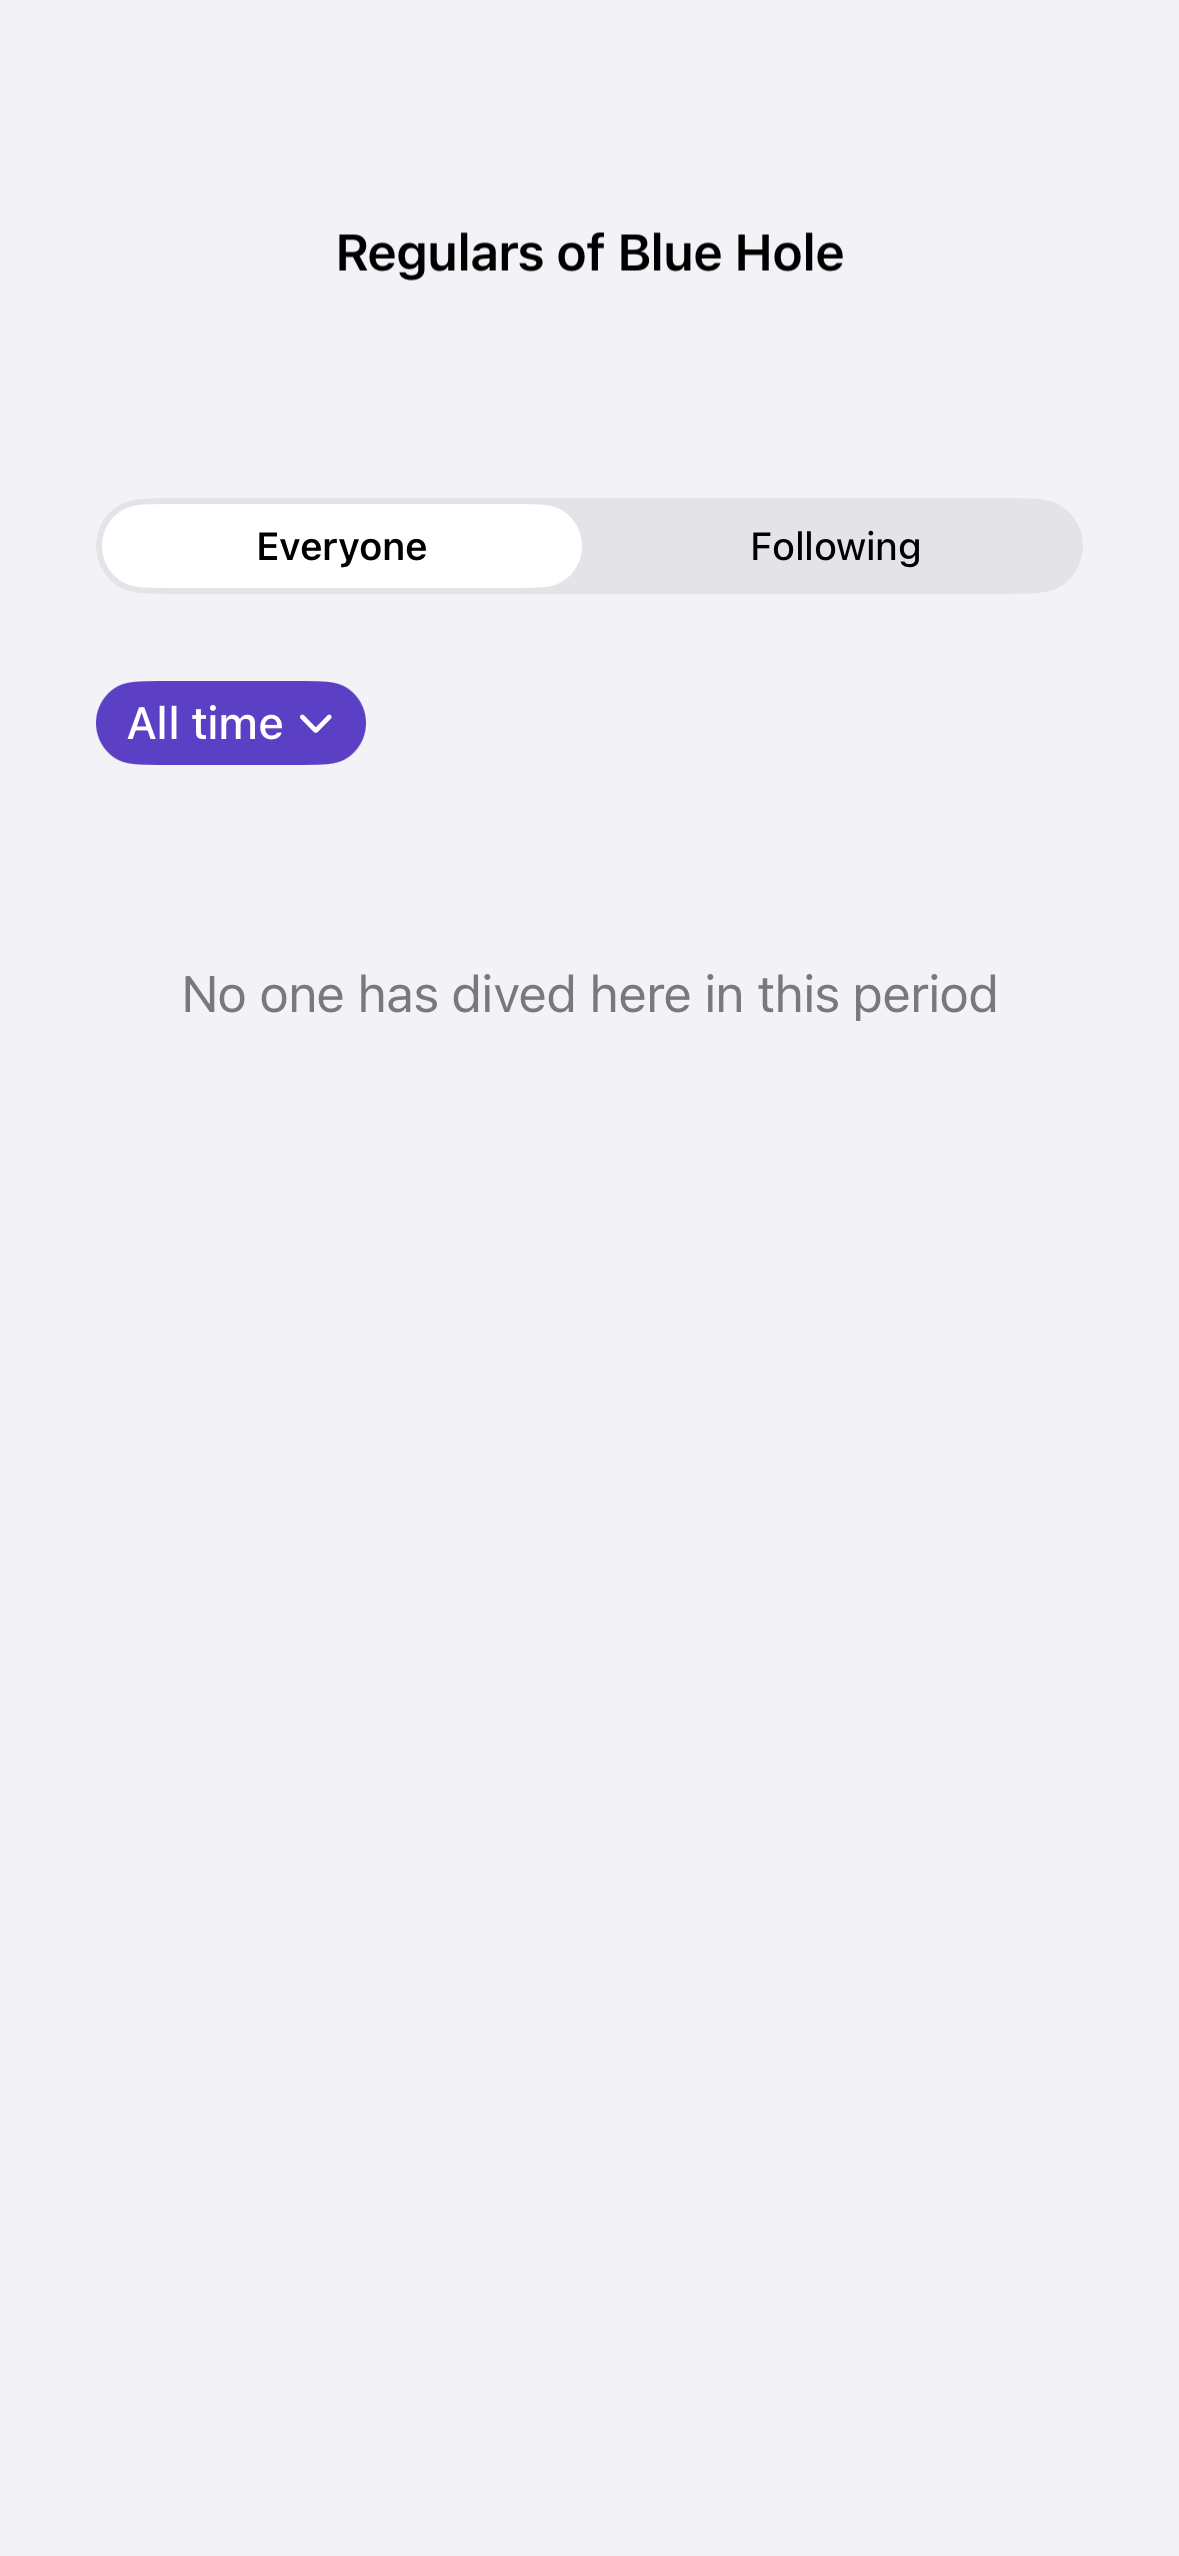 Regulars of Blue Hole
Everyone
Following
All time
No one has dived here in this period